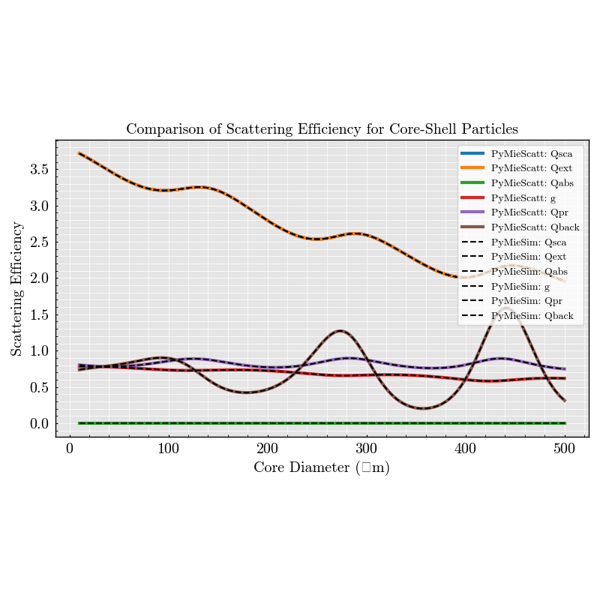 Comparison of Scattering Efficiency for Core-Shell Particles
Scattering Efficiency
3.5
3.0
2.5
2.0
1.5
1.0
0.5
0.0
PyMieScatt: Qsca
PyMieScatt: Qext
PyMieScatt: Qabs
PyMieScatt: g
PyMieScatt: Qpr
PyMieScatt: Qback
PyMieSim: Qsca
PyMieSim: Qext
PyMieSim: Qabs
PyMieSim: g
PyMieSim: Qpr
PyMieSim: Qback
0 100 200 300 400 500
Core Diameter (□m)